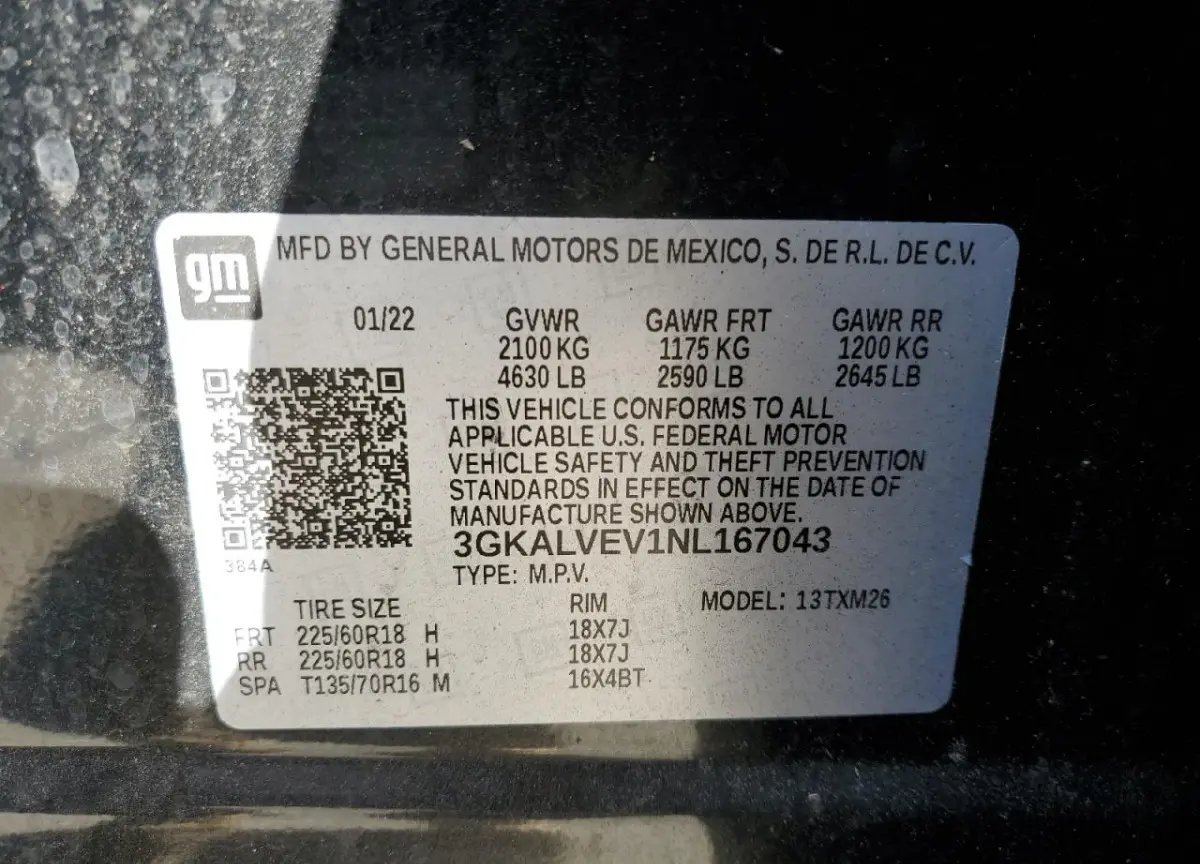 gm
MFD BY GENERAL MOTORS DE MEXICO, S. DE R.L. DE C.V.
01/22 GVWR GAWR FRT GAWR RR
2100 KG 1175 KG 1200 KG
4630 LB 2590 LB 2645 LB
THIS VEHICLE CONFORMS TO ALL
APPLICABLE U.S. FEDERAL MOTOR
VEHICLE SAFETY AND THEFT PREVENTION
STANDARDS IN EFFECT ON THE DATE OF
MANUFACTURE SHOWN ABOVE.
3GKALVEV1NL167043
384A
TYPE: M.P.V.
TIRE SIZE RIM MODEL: 13TXM26
FRT 225/60R18 H 18X7J
RR 225/60R18 H 18X7J
SPA T135/70R16 M 16X4BT